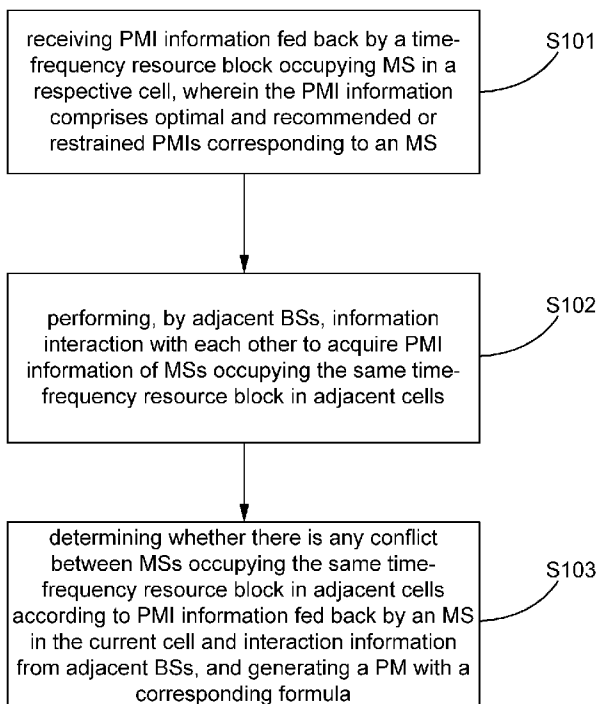 receiving PMI information fed back by a time-
frequency resource block occupying MS in a
respective cell, wherein the PMI information
comprises optimal and recommended or
restrained PMIs corresponding to an MS
S101
performing, by adjacent BSs, information
interaction with each other to acquire PMI
information of MSs occupying the same time-
frequency resource block in adjacent cells
S102
determining whether there is any conflict
between MSs occupying the same time-
frequency resource block in adjacent cells
according to PMI information fed back by an MS
in the current cell and interaction information
from adjacent BSs, and generating a PM with a
corresponding formula
S103